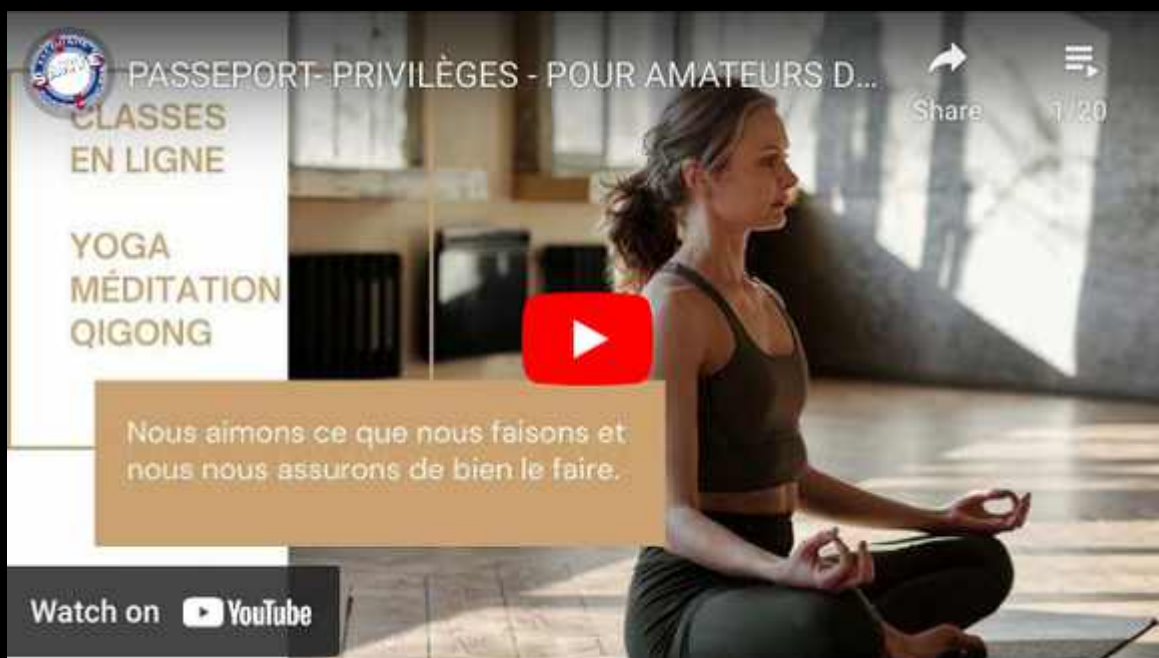 PASSEPORT- PRIVILÈGES - POUR AMATEURS D...
Share
1/20
CLASSES
EN LIGNE
YOGA
MÉDITATION
QIGONG
Nous aimons ce que nous faisons et
nous nous assurons de bien le faire.
Watch on YouTube